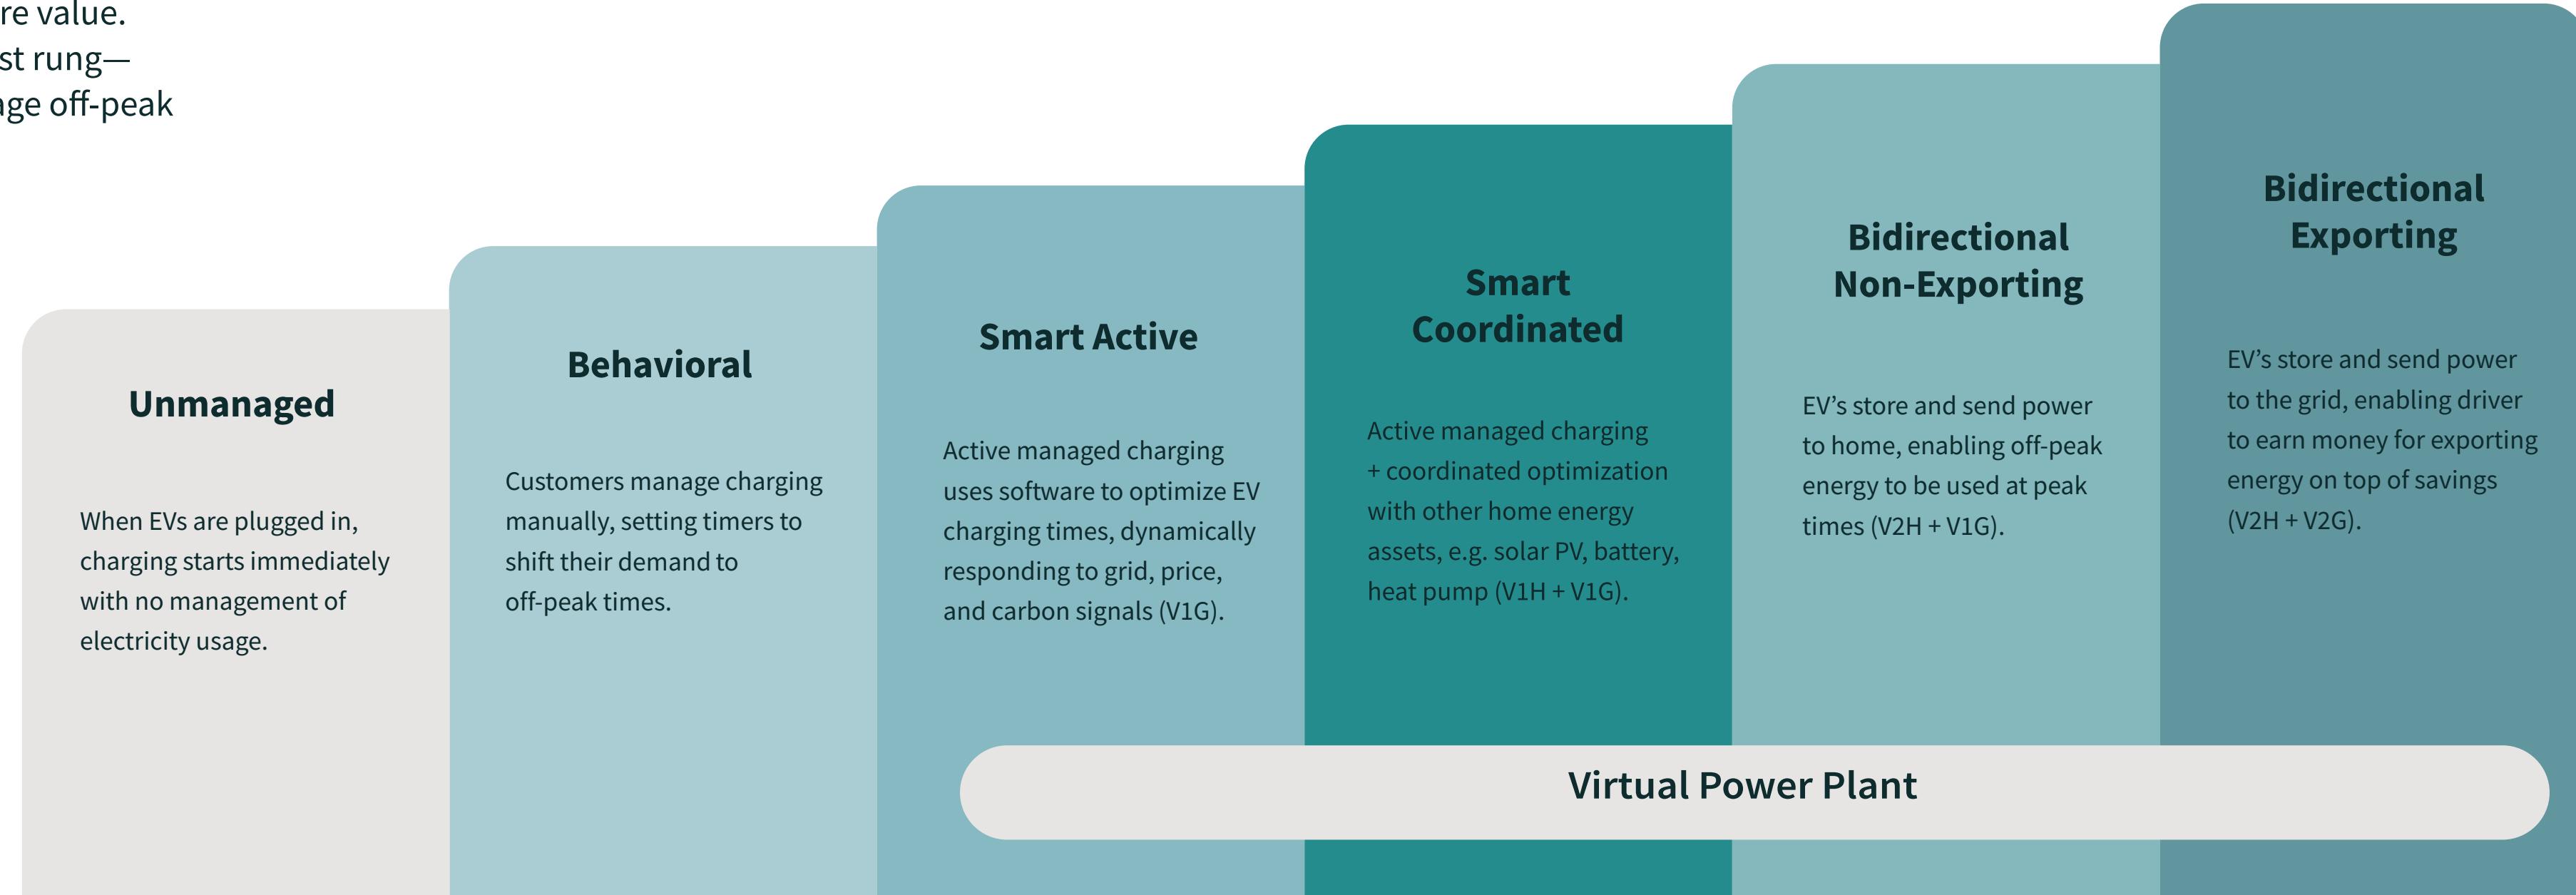 re value.
st rung—
age off-peak
Unmanaged
When EVs are plugged in,
charging starts immediately
with no management of
electricity usage.
Behavioral
Customers manage charging
manually, setting timers to
shift their demand to
off-peak times.
Smart Active
Active managed charging
uses software to optimize EV
charging times, dynamically
responding to grid, price,
and carbon signals (V1G).
Smart
Coordinated
Active managed charging
+ coordinated optimization
with other home energy
assets, e.g. solar PV, battery,
heat pump (V1H + V1G).
Bidirectional
Non-Exporting
EV’s store and send power
to home, enabling off-peak
energy to be used at peak
times (V2H + V1G).
Bidirectional
Exporting
EV’s store and send power
to the grid, enabling driver
to earn money for exporting
energy on top of savings
(V2H + V2G).
Virtual Power Plant